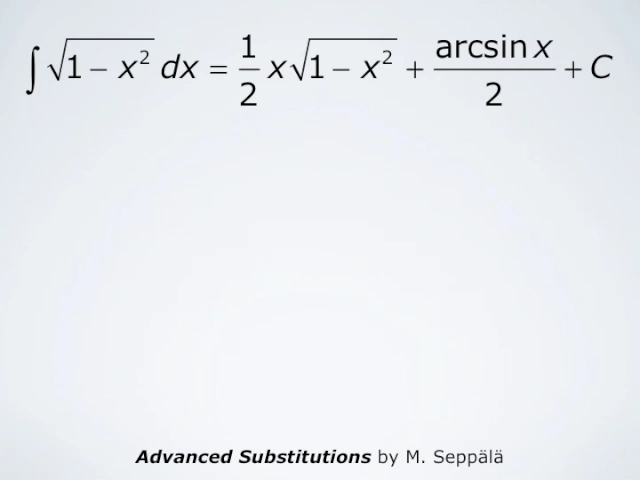 ∫√(1 − x²) dx = 1/2 x√(1 − x²) + arcsin x/2 + C
Advanced Substitutions by M. Seppälä